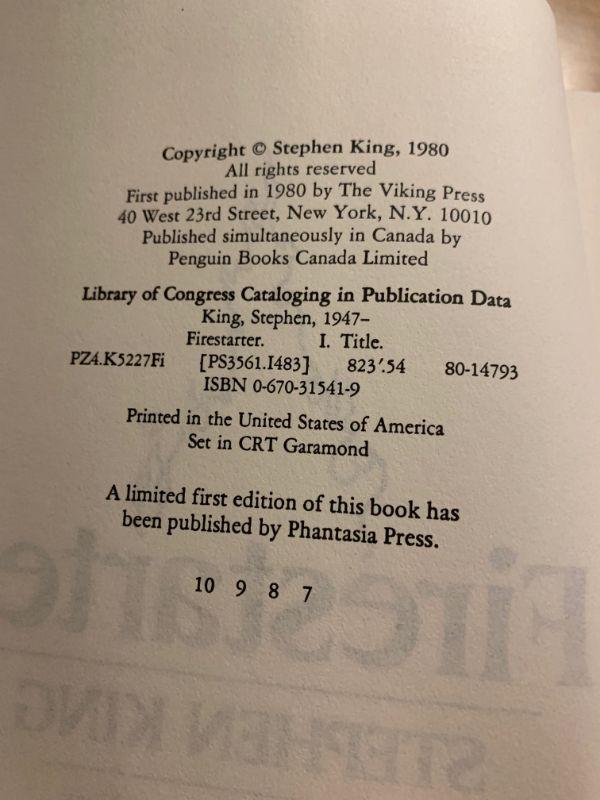 Copyright © Stephen King, 1980
All rights reserved
First published in 1980 by The Viking Press
40 West 23rd Street, New York, N.Y. 10010
Published simultaneously in Canada by
Penguin Books Canada Limited
Library of Congress Cataloging in Publication Data
King, Stephen, 1947–
Firestarter. I. Title.
PZ4.K5227Fi [PS3561.I483] 823′.54 80-14793
ISBN 0-670-31541-9
Printed in the United States of America
Set in CRT Garamond
A limited first edition of this book has
been published by Phantasia Press.
10 9 8 7
Firestarte
STEPHEN KING